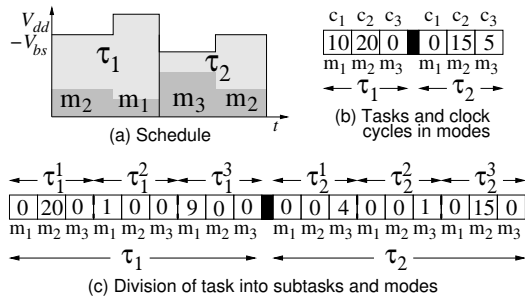 V_dd
−V_bs
τ_1
τ_2
m_2 m_1 m_3 m_2
t
(a) Schedule
c_1 c_2 c_3 c_1 c_2 c_3
10 20 0 0 15 5
m_1 m_2 m_3 m_1 m_2 m_3
τ_1 τ_2
(b) Tasks and clock
cycles in modes
τ_1^1 τ_1^2 τ_1^3 τ_2^1 τ_2^2 τ_2^3
0 20 0 1 0 0 9 0 0 0 0 4 0 0 1 0 15 0
m_1 m_2 m_3 m_1 m_2 m_3 m_1 m_2 m_3 m_1 m_2 m_3 m_1 m_2 m_3 m_1 m_2 m_3
τ_1 τ_2
(c) Division of task into subtasks and modes